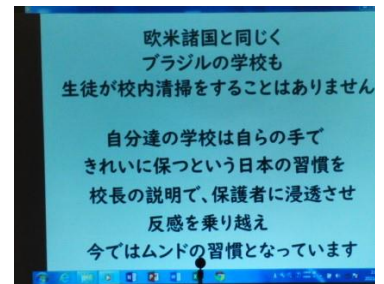 欧米諸国と同じく
ブラジルの学校も
生徒が校内清掃をすることはありません
自分達の学校は自らの手で
きれいに保つという日本の習慣を
校長の説明で、保護者に浸透させ
反感を乗り越え
今ではムンドの習慣となっています